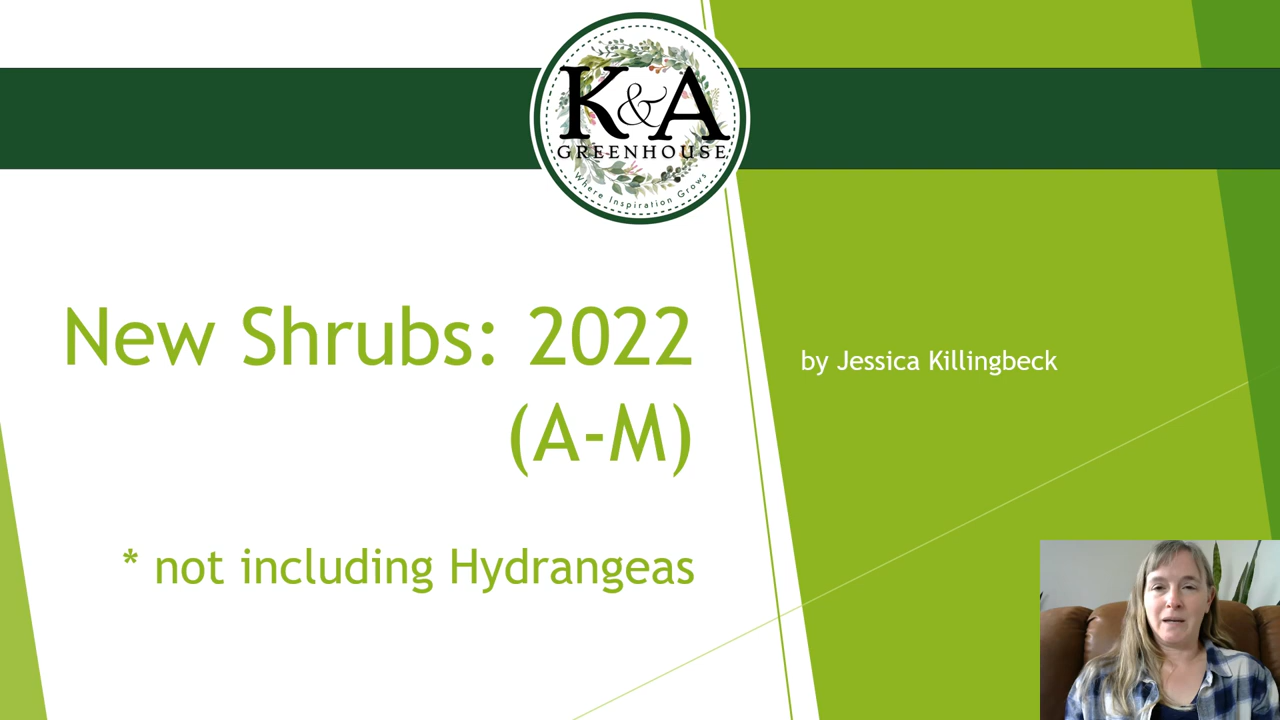 K&A
GREENHOUSE
Where Inspiration Grows
New Shrubs: 2022
(A-M)
* not including Hydrangeas
by Jessica Killingbeck